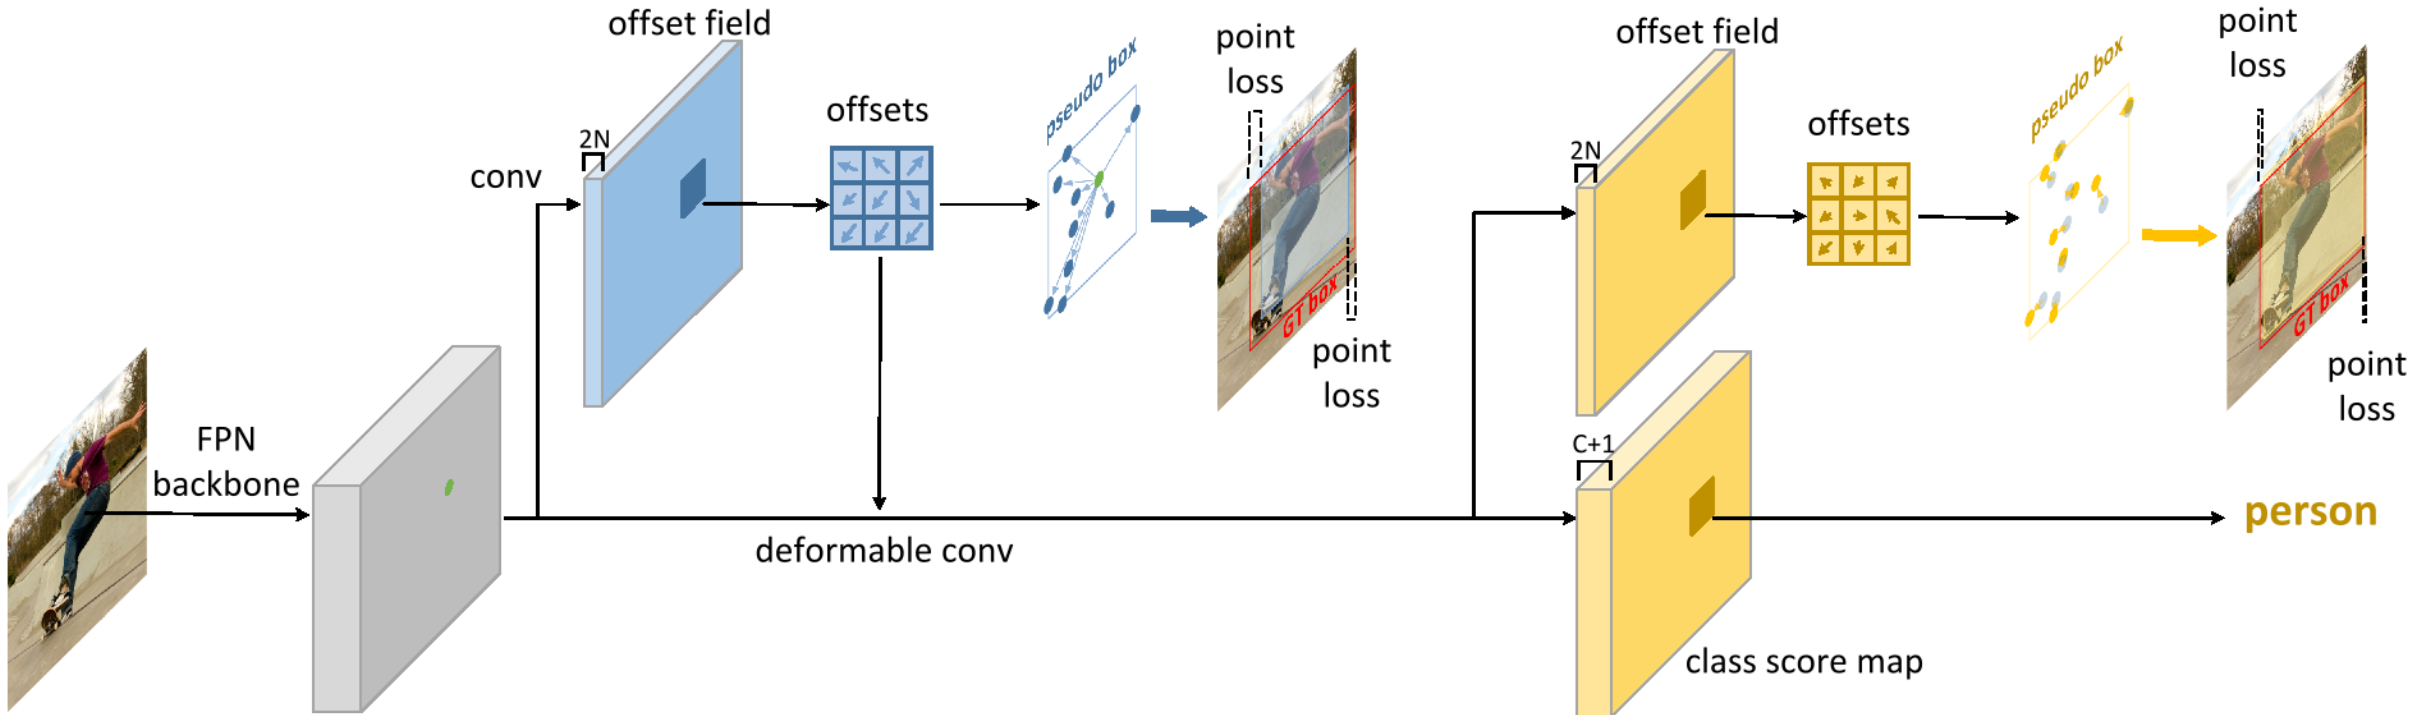 offset field
2N
conv
offsets
pseudo box
point
loss
GT box
point
loss
FPN
backbone
deformable conv
offset field
2N
offsets
pseudo box
point
loss
GT box
point
loss
C+1
person
class score map